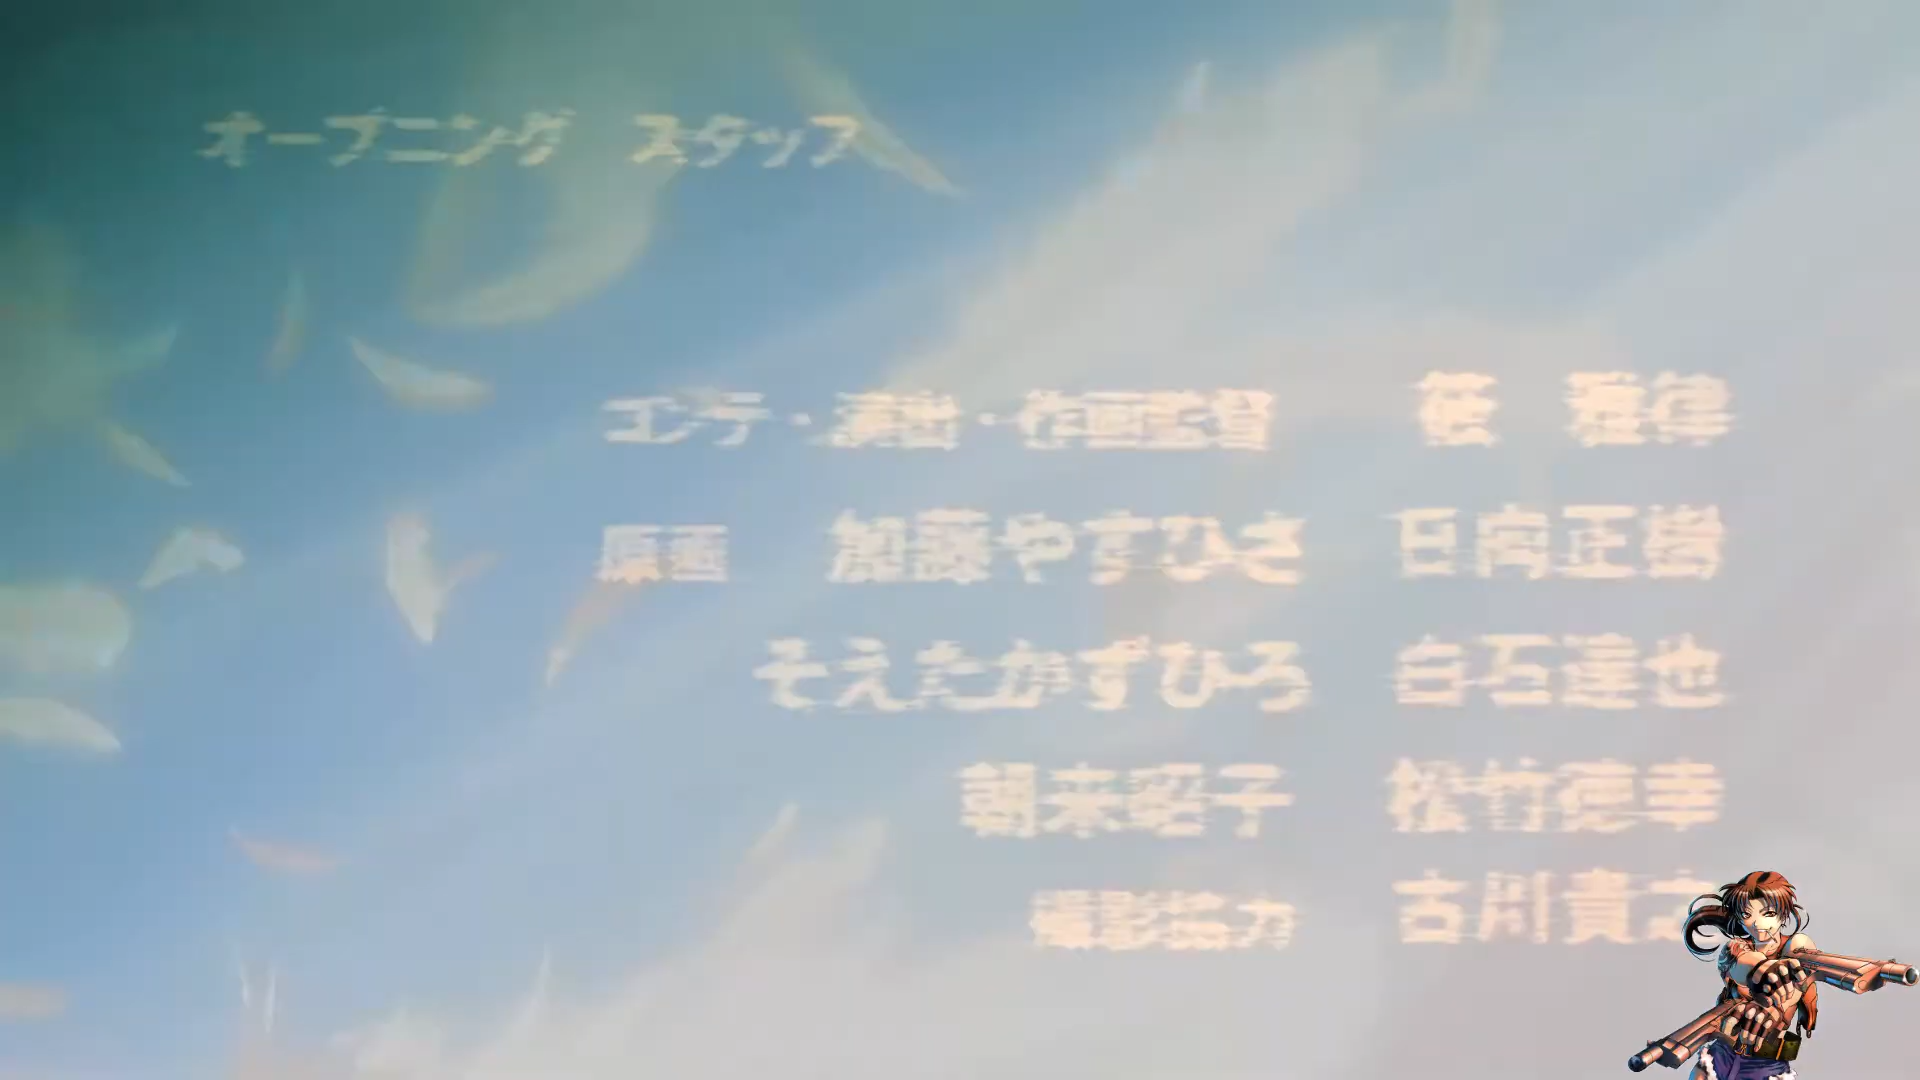 オープニング スタッフ
コンテ・演出・作画監督
原画 加藤やすひさ 日向正樹
そえたかずひろ 白石達也
朝来昭子 松竹徳幸
撮影協力 古川貴之